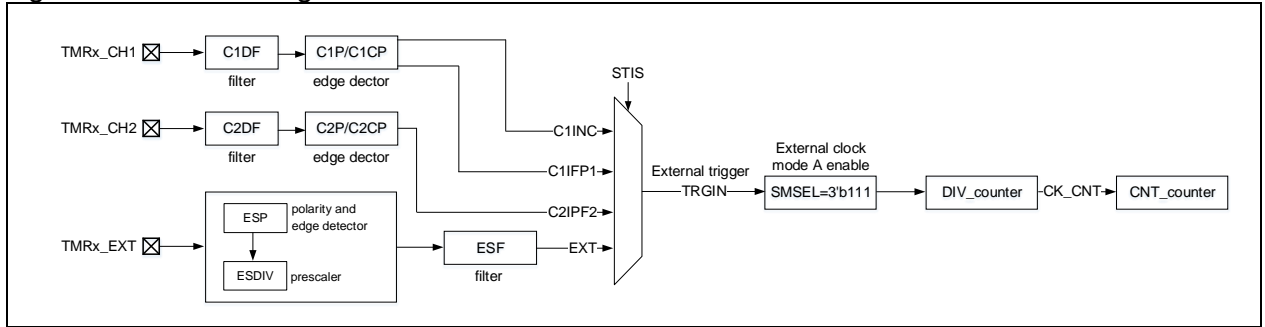 TMRx_CH1
C1DF
filter
C1P/C1CP
edge dector
STIS
TMRx_CH2
C2DF
filter
C2P/C2CP
edge dector
C1INC
C1IFP1
C2IPF2
EXT
External trigger
TRGIN
External clock
mode A enable
SMSEL=3'b111
DIV_counter
CK_CNT
CNT_counter
TMRx_EXT
ESP
polarity and
edge detector
ESDIV
prescaler
ESF
filter